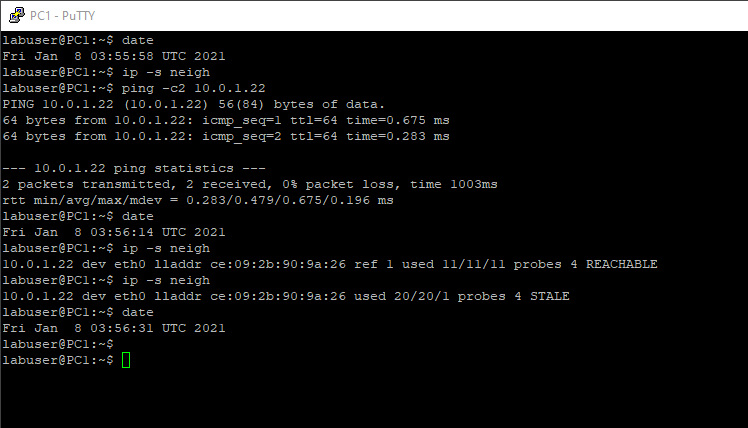 PC1 - PuTTY
labuser@PC1:~$ date
Fri Jan  8 03:55:58 UTC 2021
labuser@PC1:~$ ip -s neigh
labuser@PC1:~$ ping -c2 10.0.1.22
PING 10.0.1.22 (10.0.1.22) 56(84) bytes of data.
64 bytes from 10.0.1.22: icmp_seq=1 ttl=64 time=0.675 ms
64 bytes from 10.0.1.22: icmp_seq=2 ttl=64 time=0.283 ms

--- 10.0.1.22 ping statistics ---
2 packets transmitted, 2 received, 0% packet loss, time 1003ms
rtt min/avg/max/mdev = 0.283/0.479/0.675/0.196 ms
labuser@PC1:~$ date
Fri Jan  8 03:56:14 UTC 2021
labuser@PC1:~$ ip -s neigh
10.0.1.22 dev eth0 lladdr ce:09:2b:90:9a:26 ref 1 used 11/11/11 probes 4 REACHABLE
labuser@PC1:~$ ip -s neigh
10.0.1.22 dev eth0 lladdr ce:09:2b:90:9a:26 used 20/20/1 probes 4 STALE
labuser@PC1:~$ date
Fri Jan  8 03:56:31 UTC 2021
labuser@PC1:~$
labuser@PC1:~$